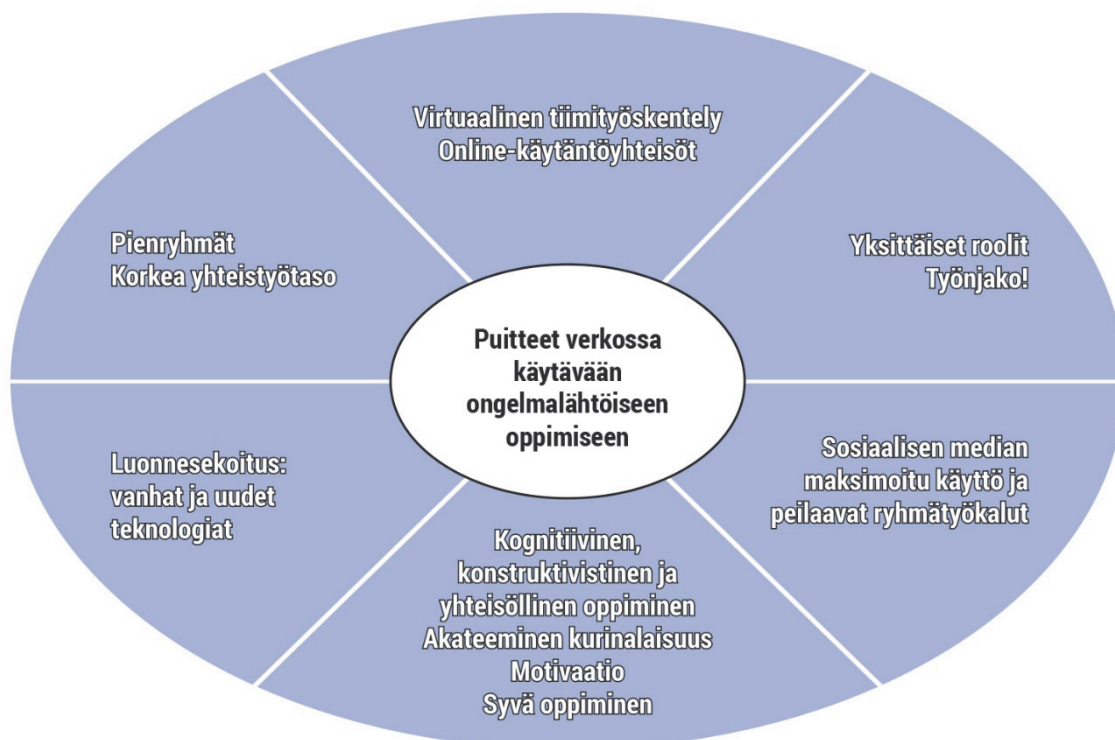 Virtuaalinen tiimityöskentely
Online-käytäntöyhteisöt
Pienryhmät
Korkea yhteistyötaso
Yksittäiset roolit
Työnjako!
Puitteet verkossa
käytävään
ongelmalähtöiseen
oppimiseen
Luonnesekoitus:
vanhat ja uudet
teknologiat
Sosiaalisen median
maksimoitu käyttö ja
peilaavat ryhmätyökalut
Kognitiivinen,
konstruktivistinen ja
yhteisöllinen oppiminen
Akateeminen kurinalaisuus
Motivaatio
Syvä oppiminen